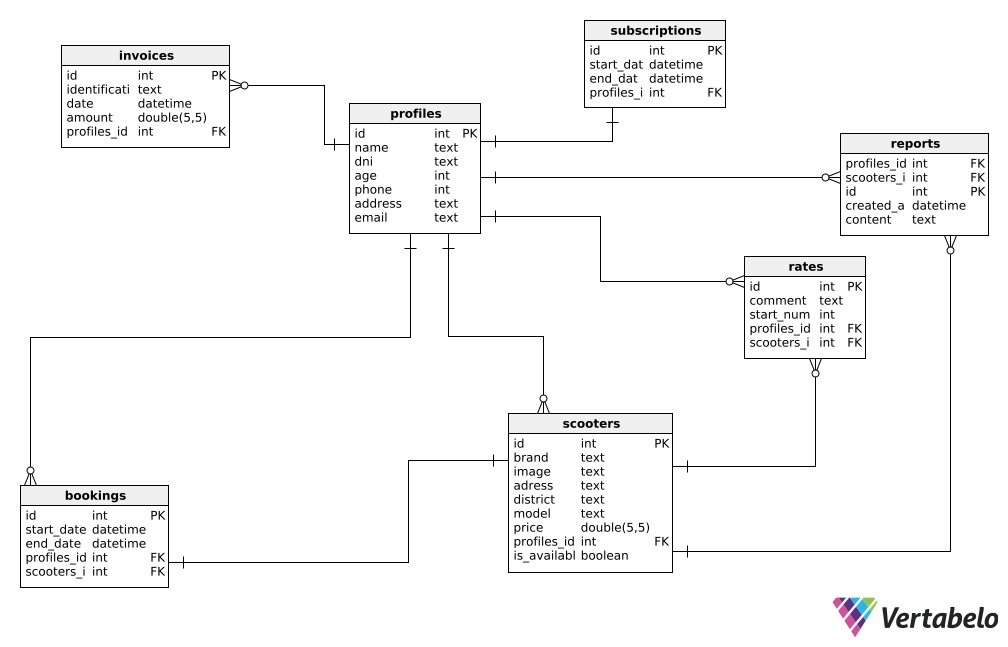 invoices
id int PK
identificati text
date datetime
amount double(5,5)
profiles_id int FK
subscriptions
id int PK
start_dat datetime
end_dat datetime
profiles_i int FK
profiles
id int PK
name text
dni text
age int
phone int
address text
email text
reports
profiles_id int FK
scooters_i int FK
id int PK
created_a datetime
content text
rates
id int PK
comment text
start_num int
profiles_id int FK
scooters_i int FK
scooters
id int PK
brand text
image text
adress text
district text
model text
price double(5,5)
profiles_id int FK
is_availabl boolean
bookings
id int PK
start_date datetime
end_date datetime
profiles_id int FK
scooters_i int FK
Vertabelo